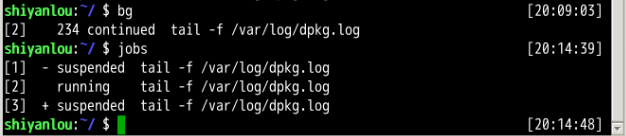 shiyanlou:~/ $ bg [20:09:03]
[2]    234 continued  tail -f /var/log/dpkg.log
shiyanlou:~/ $ jobs [20:14:39]
[1]  - suspended  tail -f /var/log/dpkg.log
[2]    running    tail -f /var/log/dpkg.log
[3]  + suspended  tail -f /var/log/dpkg.log
shiyanlou:~/ $ [20:14:48]